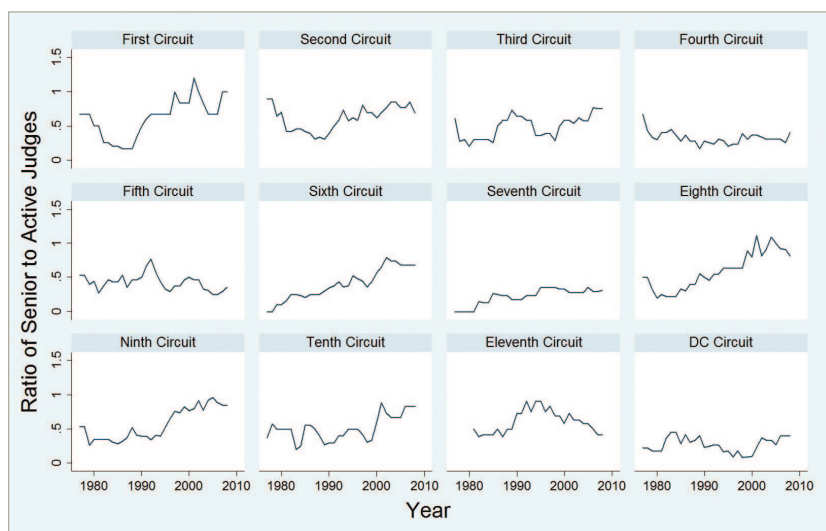 First Circuit Second Circuit Third Circuit Fourth Circuit
0 .5 1 1.5
Fifth Circuit Sixth Circuit Seventh Circuit Eighth Circuit
0 .5 1 1.5
Ninth Circuit Tenth Circuit Eleventh Circuit DC Circuit
0 .5 1 1.5
1980 1990 2000 2010 1980 1990 2000 2010 1980 1990 2000 2010 1980 1990 2000 2010
Ratio of Senior to Active Judges
Year